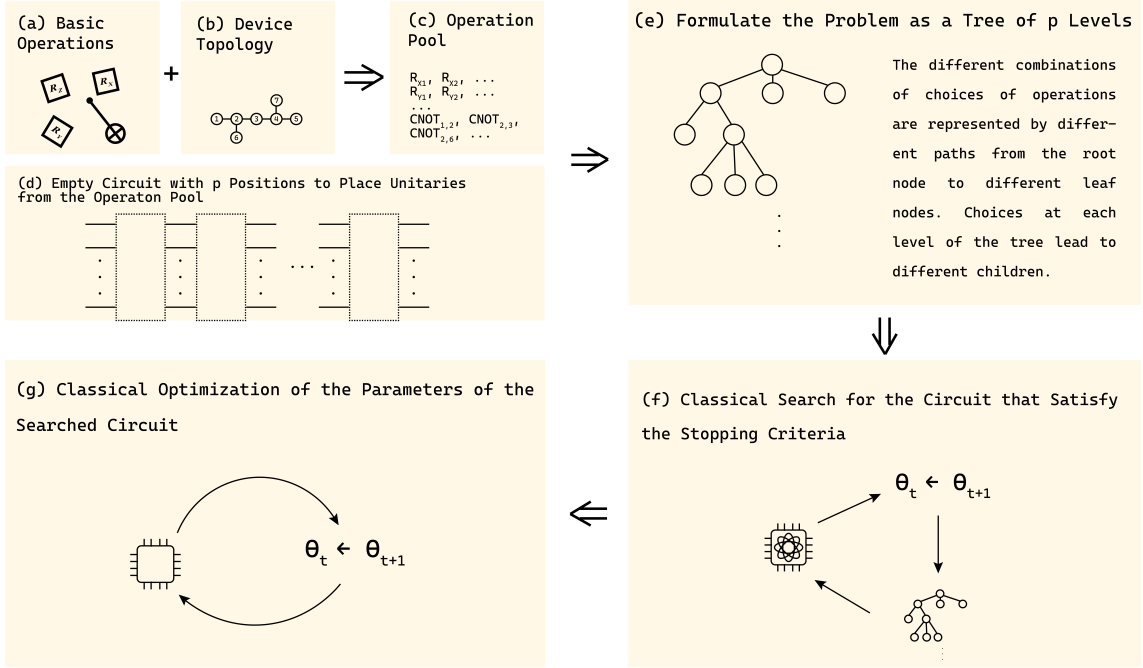 (a) Basic
Operations
R_Z R_X
R_Y
+
(b) Device
Topology
7
1 2 3 4 5
6
(c) Operation
Pool
R_X1, R_X2, ...
R_Y1, R_Y2, ...
...
CNOT_1,2, CNOT_2,3,
CNOT_2,6, ...
(d) Empty Circuit with p Positions to Place Unitaries
from the Operaton Pool
...
(e) Formulate the Problem as a Tree of p Levels
The different combinations
of choices of operations
are represented by differ-
ent paths from the root
node to different leaf
nodes. Choices at each
level of the tree lead to
different children.
(f) Classical Search for the Circuit that Satisfy
the Stopping Criteria
θ_t ← θ_t+1
(g) Classical Optimization of the Parameters of the
Searched Circuit
θ_t ← θ_t+1